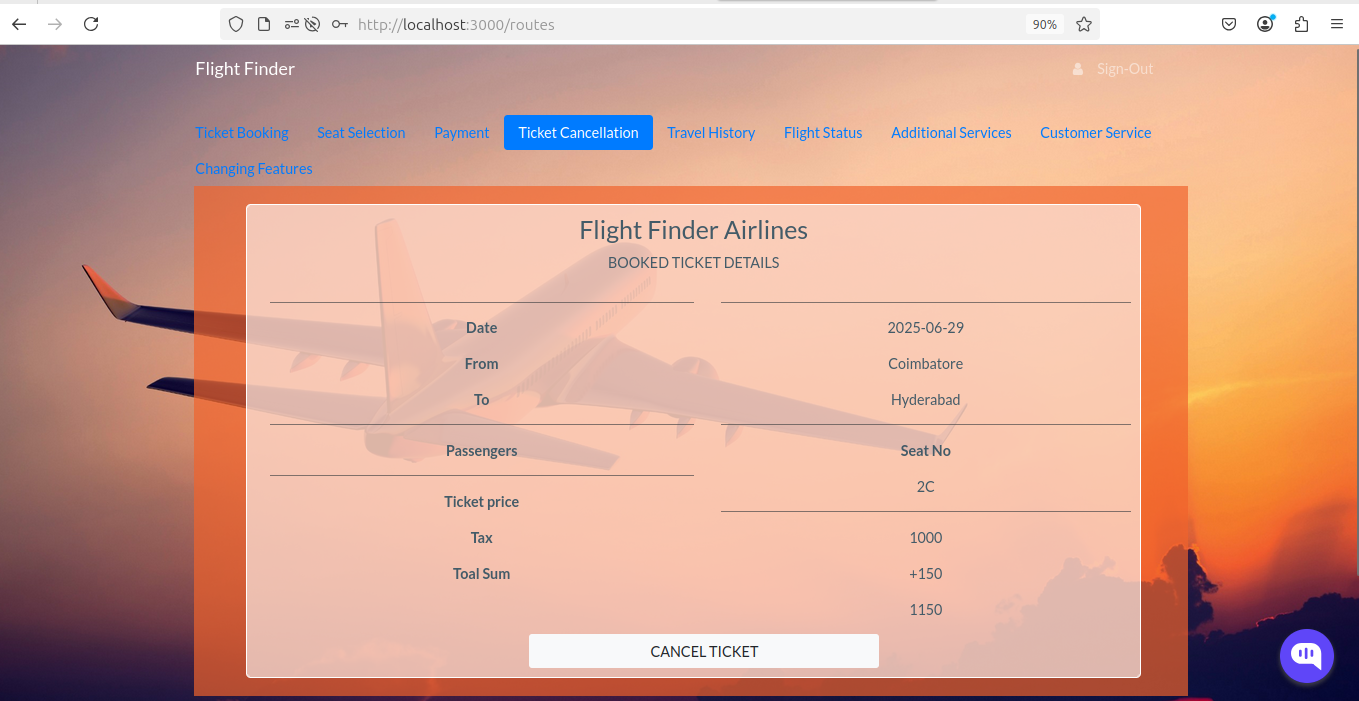 http://localhost:3000/routes
90%
Flight Finder
Sign-Out
Ticket Booking Seat Selection Payment Ticket Cancellation Travel History Flight Status Additional Services Customer Service
Changing Features
Flight Finder Airlines
BOOKED TICKET DETAILS
Date 2025-06-29
From Coimbatore
To Hyderabad
Passengers Seat No
2C
Ticket price
Tax 1000
Toal Sum +150
1150
CANCEL TICKET